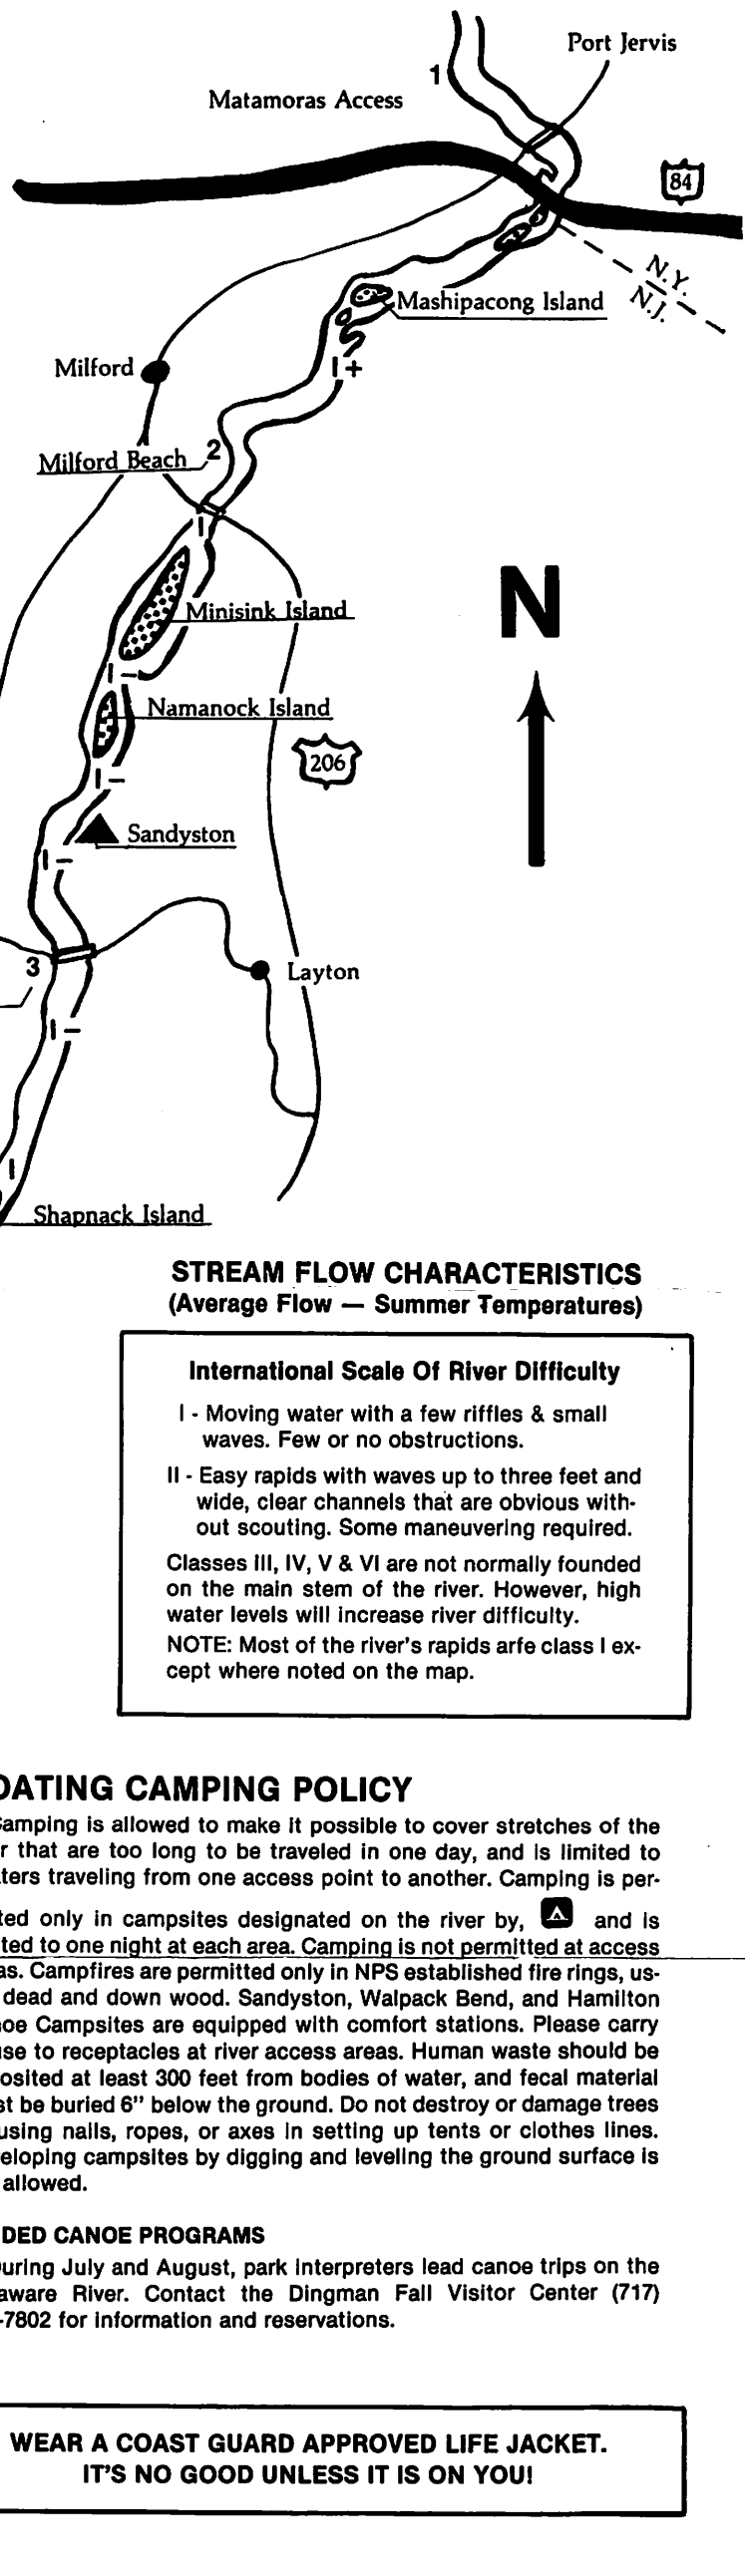 Port Jervis
1
Matamoras Access
84
N.Y.
N.J.
Mashipacong Island
Milford
I+
2
Milford Beach
I
N
Minisink Island
I-
Namanock Island
206
I-
Sandyston
I-
3
Layton
I-
I
Shapnack Island
STREAM FLOW CHARACTERISTICS
(Average Flow — Summer Temperatures)
International Scale Of River Difficulty
I - Moving water with a few riffles & small
waves. Few or no obstructions.
II - Easy rapids with waves up to three feet and
wide, clear channels that are obvious with-
out scouting. Some maneuvering required.
Classes III, IV, V & VI are not normally founded
on the main stem of the river. However, high
water levels will increase river difficulty.
NOTE: Most of the river's rapids arfe class I ex-
cept where noted on the map.
OATING CAMPING POLICY
Camping is allowed to make it possible to cover stretches of the
r that are too long to be traveled in one day, and is limited to
ters traveling from one access point to another. Camping is per-
ted only in campsites designated on the river by, and is
ted to one night at each area. Camping is not permitted at access
as. Campfires are permitted only in NPS established fire rings, us-
dead and down wood. Sandyston, Walpack Bend, and Hamilton
oe Campsites are equipped with comfort stations. Please carry
use to receptacles at river access areas. Human waste should be
osited at least 300 feet from bodies of water, and fecal material
st be buried 6" below the ground. Do not destroy or damage trees
using nails, ropes, or axes in setting up tents or clothes lines.
eloping campsites by digging and leveling the ground surface is
allowed.
DED CANOE PROGRAMS
uring July and August, park interpreters lead canoe trips on the
aware River. Contact the Dingman Fall Visitor Center (717)
-7802 for information and reservations.
WEAR A COAST GUARD APPROVED LIFE JACKET.
IT'S NO GOOD UNLESS IT IS ON YOU!